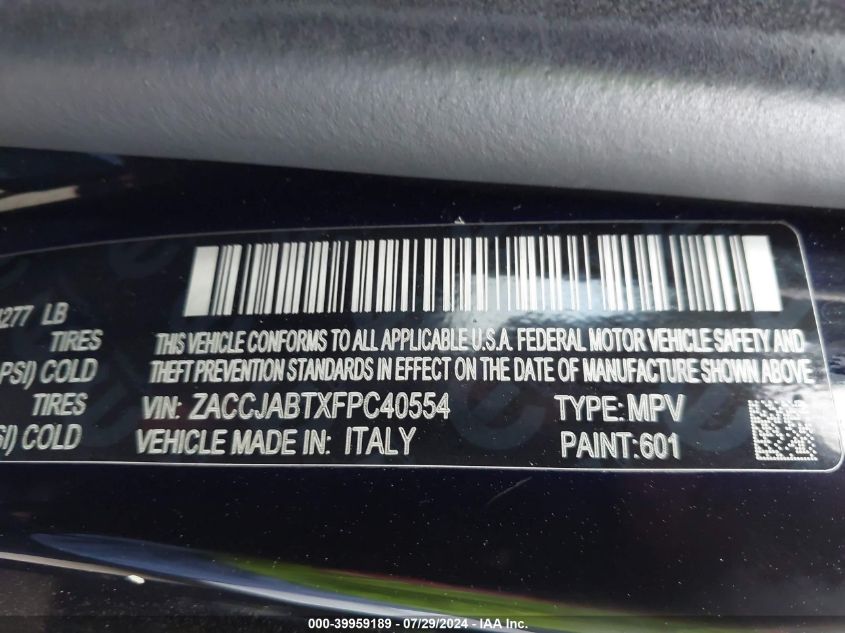 277 LB
TIRES
PSI) COLD
TIRES
SI) COLD
THIS VEHICLE CONFORMS TO ALL APPLICABLE U.S.A. FEDERAL MOTOR VEHICLE SAFETY AND
THEFT PREVENTION STANDARDS IN EFFECT ON THE DATE OF MANUFACTURE SHOWN ABOVE
VIN: ZACCJABTXFPC40554 TYPE: MPV
VEHICLE MADE IN: ITALY PAINT:601
000-39959189 - 07/29/2024 - © IAA, Inc.